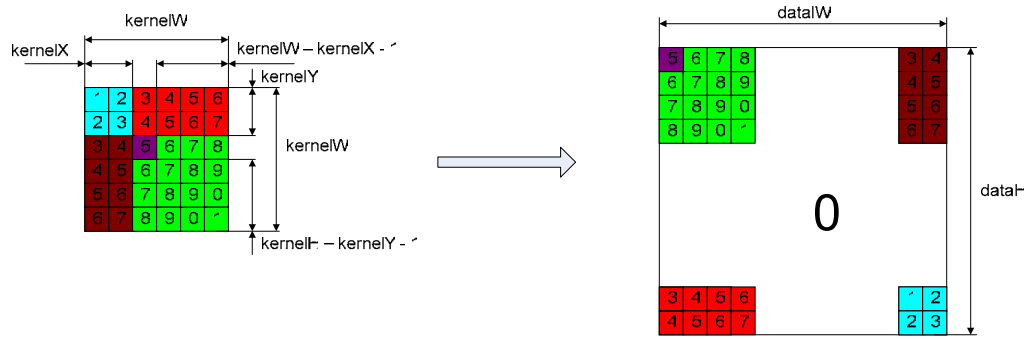 kernelW
kernelX
kernelW – kernelX - 1
kernelY
1 2 3 4 5 6
2 3 4 5 6 7
3 4 5 6 7 8
4 5 6 7 8 9
5 6 7 8 9 0
6 7 8 9 0 1
kernelW
kernelH – kernelY - 1
dataW
5 6 7 8 3 4
6 7 8 9 4 5
7 8 9 0 5 6
8 9 0 1 6 7
dataH
0
3 4 5 6 1 2
4 5 6 7 2 3